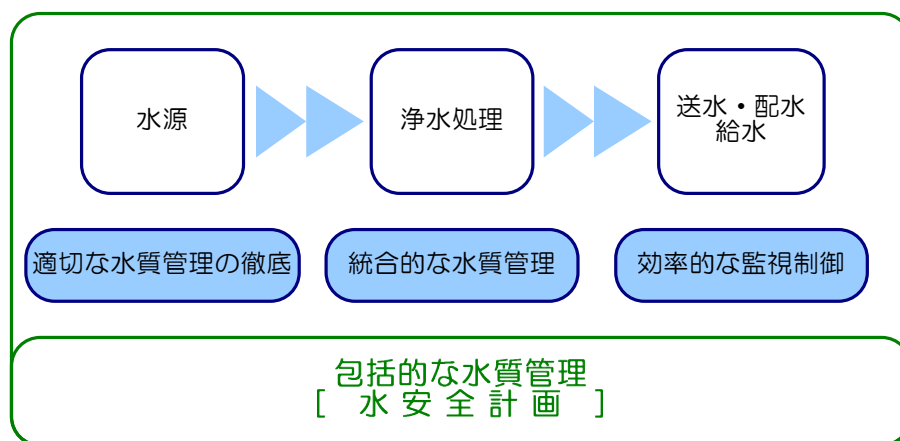 水源
浄水処理
送水・配水
給水
適切な水質管理の徹底
統合的な水質管理
効率的な監視制御
包括的な水質管理
[ 水 安 全 計 画 ]